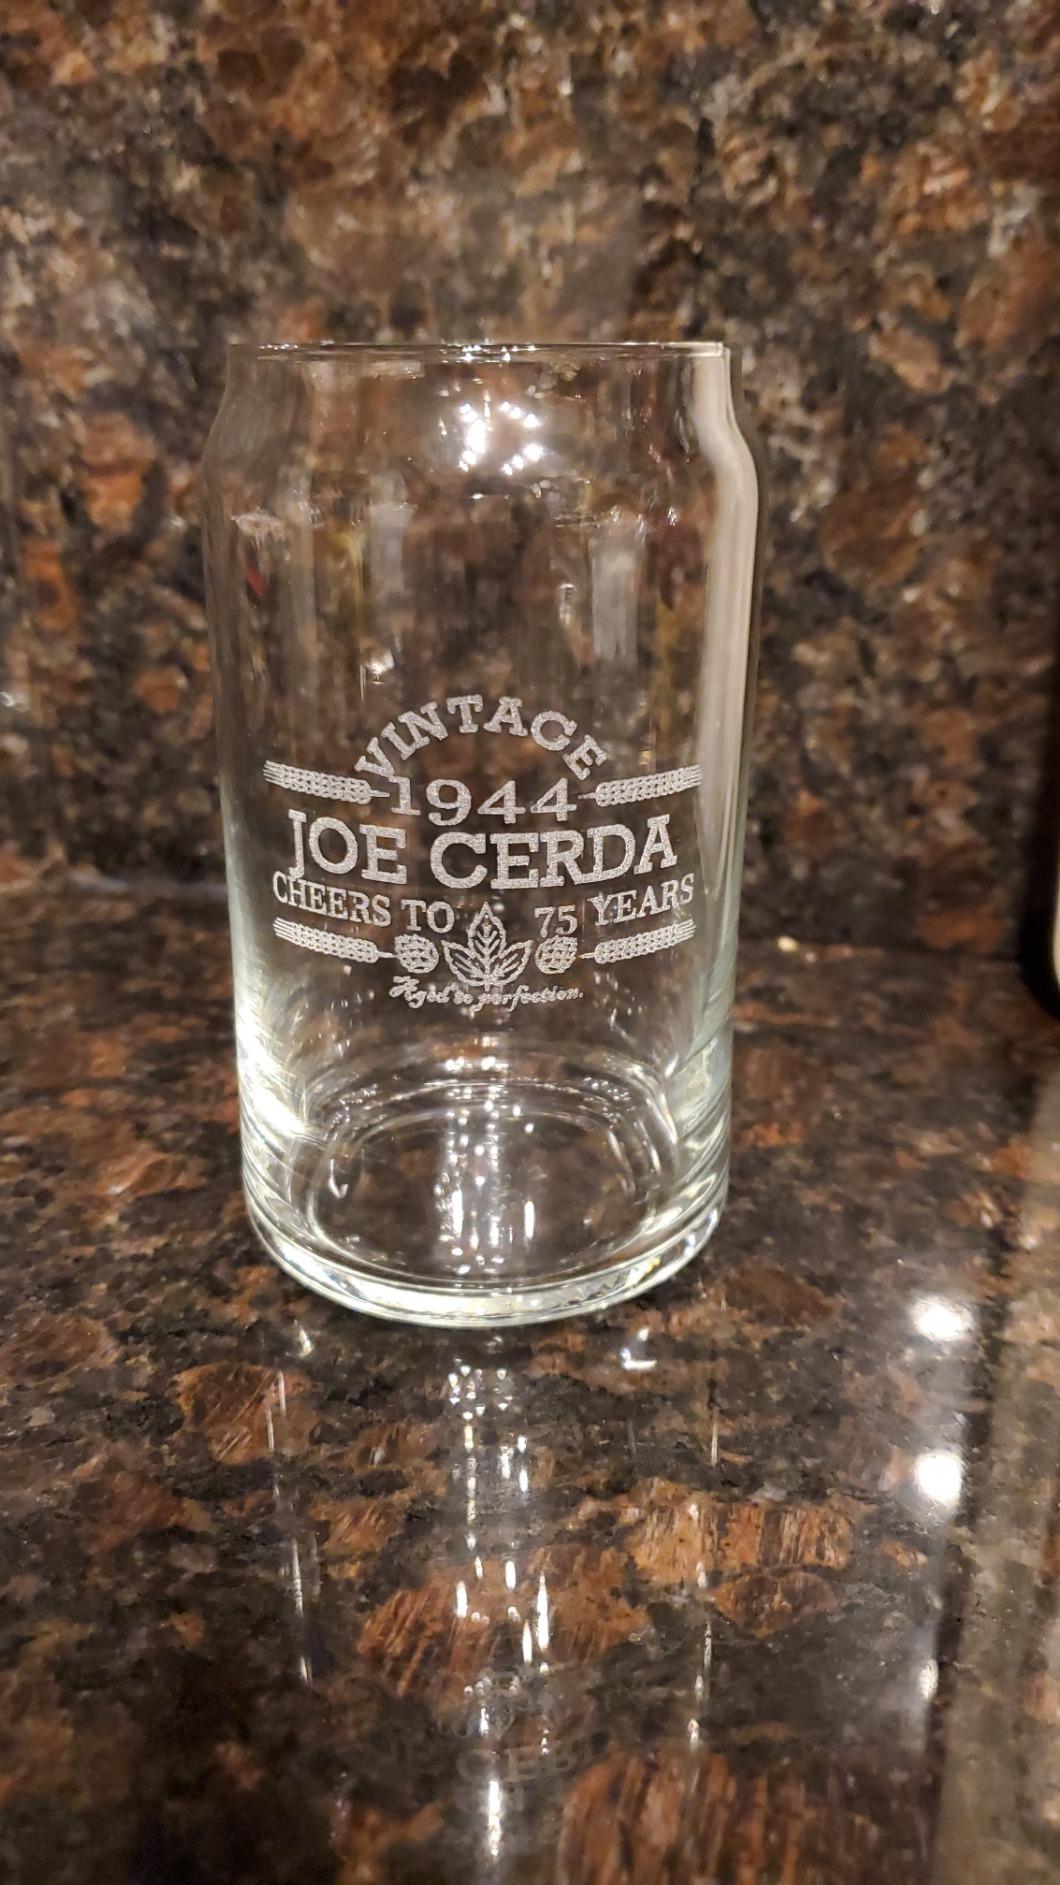 VINTAGE
1944
JOE CERDA
CHEERS TO 75 YEARS
Aged to perfection.